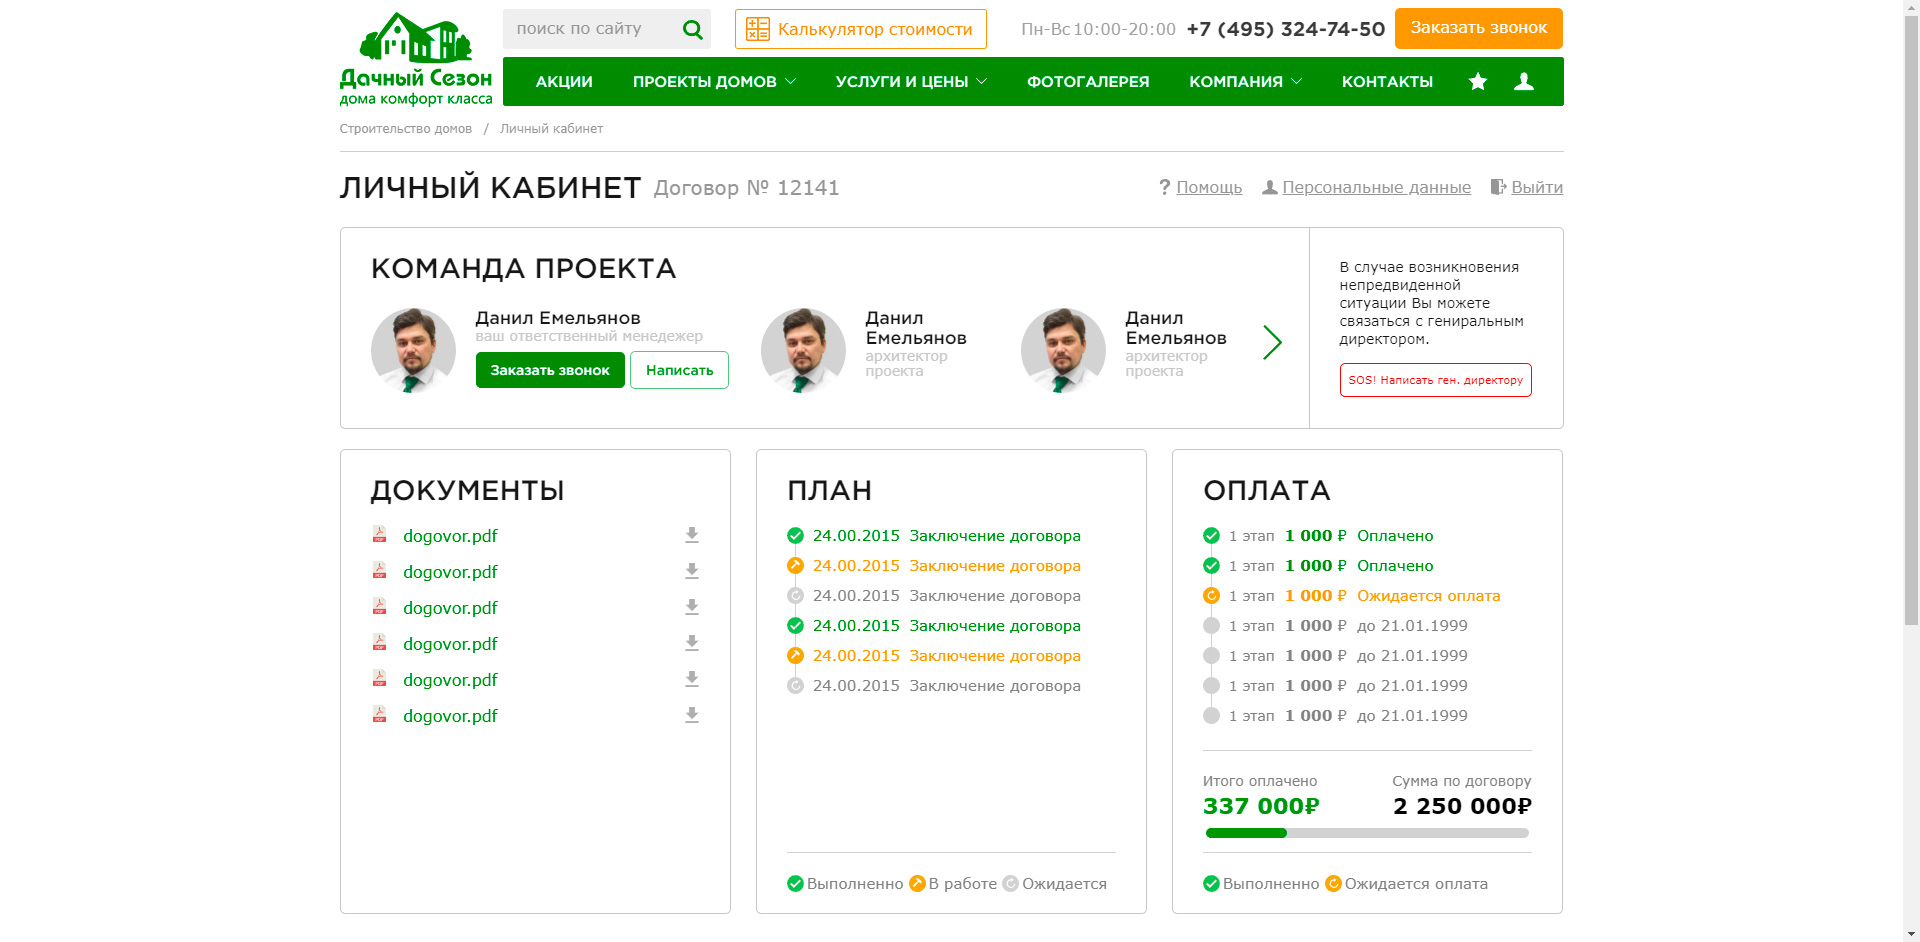 Дачный Сезон
дома комфорт класса
поиск по сайту
Калькулятор стоимости
Пн-Вс 10:00-20:00 +7 (495) 324-74-50
Заказать звонок
АКЦИИ ПРОЕКТЫ ДОМОВ УСЛУГИ И ЦЕНЫ ФОТОГАЛЕРЕЯ КОМПАНИЯ КОНТАКТЫ
Строительство домов / Личный кабинет
ЛИЧНЫЙ КАБИНЕТ Договор № 12141
? Помощь Персональные данные Выйти
КОМАНДА ПРОЕКТА
Данил Емельянов
ваш ответственный менедежер
Заказать звонок Написать
Данил
Емельянов
архитектор
проекта
Данил
Емельянов
архитектор
проекта
В случае возникновения
непредвиденной
ситуации Вы можете
связаться с гениральным
директором.
SOS! Написать ген. директору
ДОКУМЕНТЫ
dogovor.pdf
dogovor.pdf
dogovor.pdf
dogovor.pdf
dogovor.pdf
dogovor.pdf
ПЛАН
24.00.2015 Заключение договора
24.00.2015 Заключение договора
24.00.2015 Заключение договора
24.00.2015 Заключение договора
24.00.2015 Заключение договора
24.00.2015 Заключение договора
Выполненно В работе Ожидается
ОПЛАТА
1 этап 1 000 ₽ Оплачено
1 этап 1 000 ₽ Оплачено
1 этап 1 000 ₽ Ожидается оплата
1 этап 1 000 ₽ до 21.01.1999
1 этап 1 000 ₽ до 21.01.1999
1 этап 1 000 ₽ до 21.01.1999
1 этап 1 000 ₽ до 21.01.1999
Итого оплачено Сумма по договору
337 000₽ 2 250 000₽
Выполненно Ожидается оплата